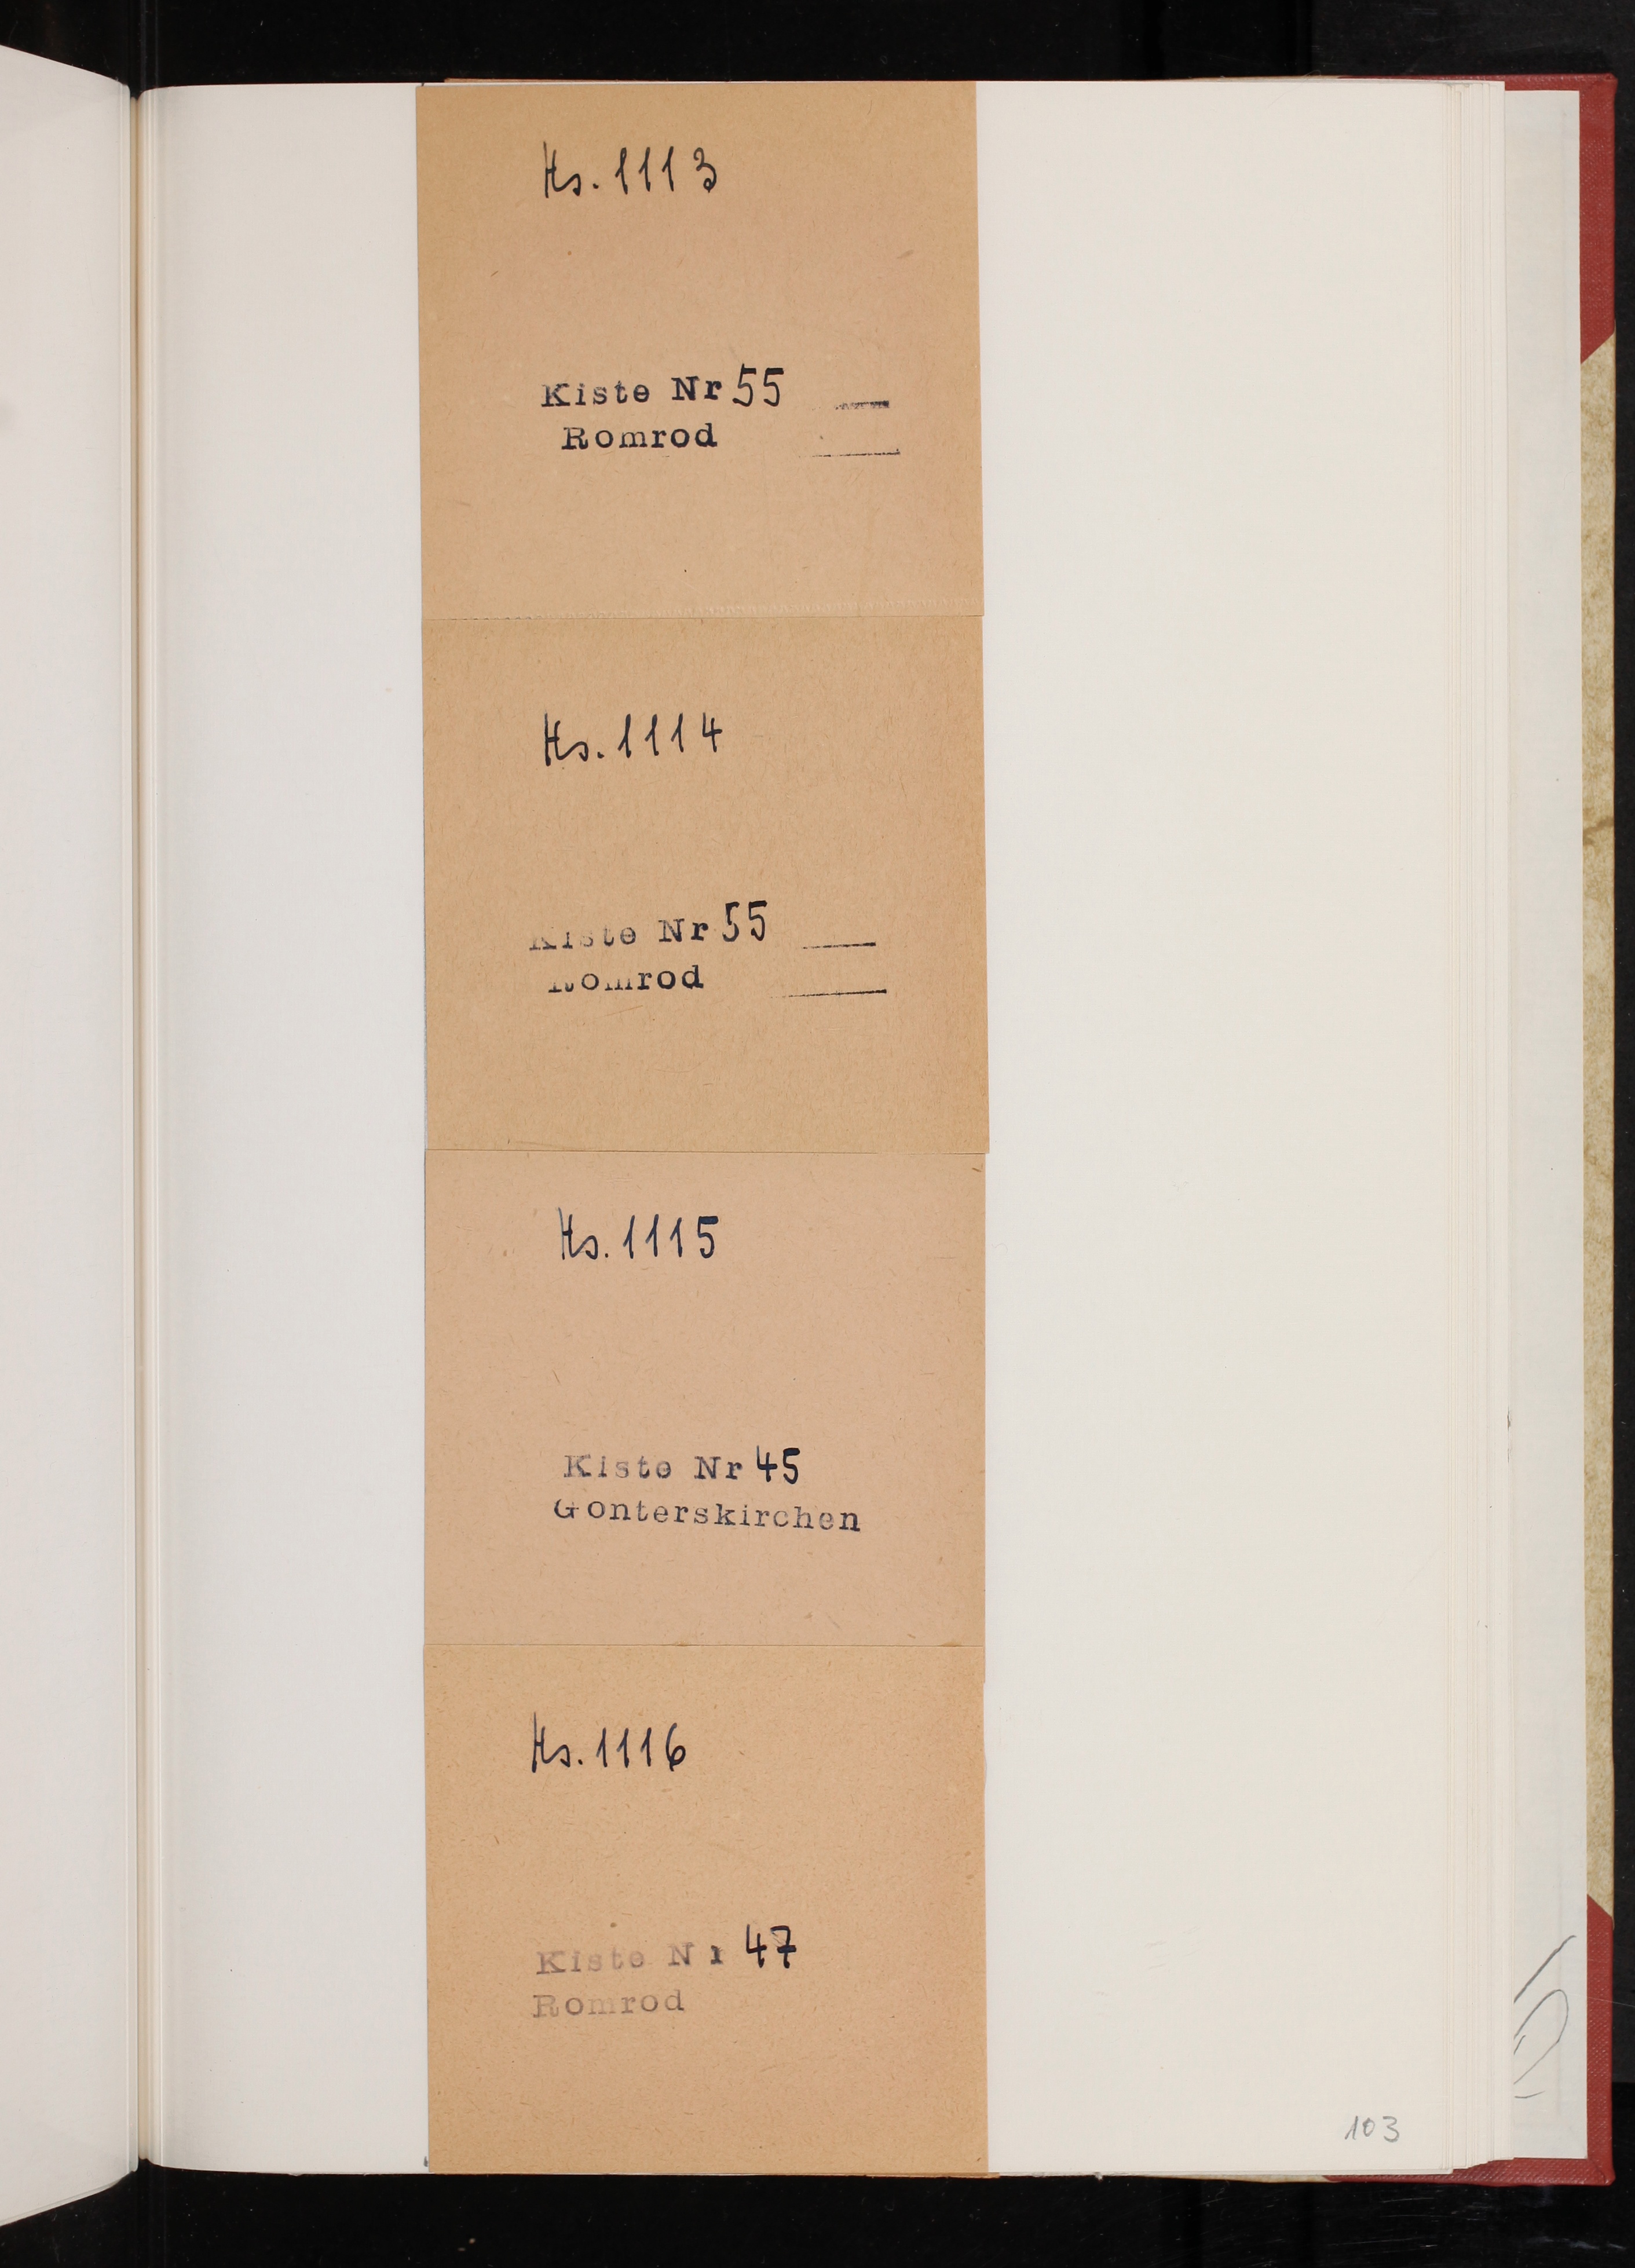 Hs. 1113
Kiste Nr 55
Romrod
Hs. 1114
Kiste Nr 55
Romrod
Hs. 1115
Kiste Nr 45
Gonterskirchen
Hs. 1116
Kiste Nr 47
Romrod
103